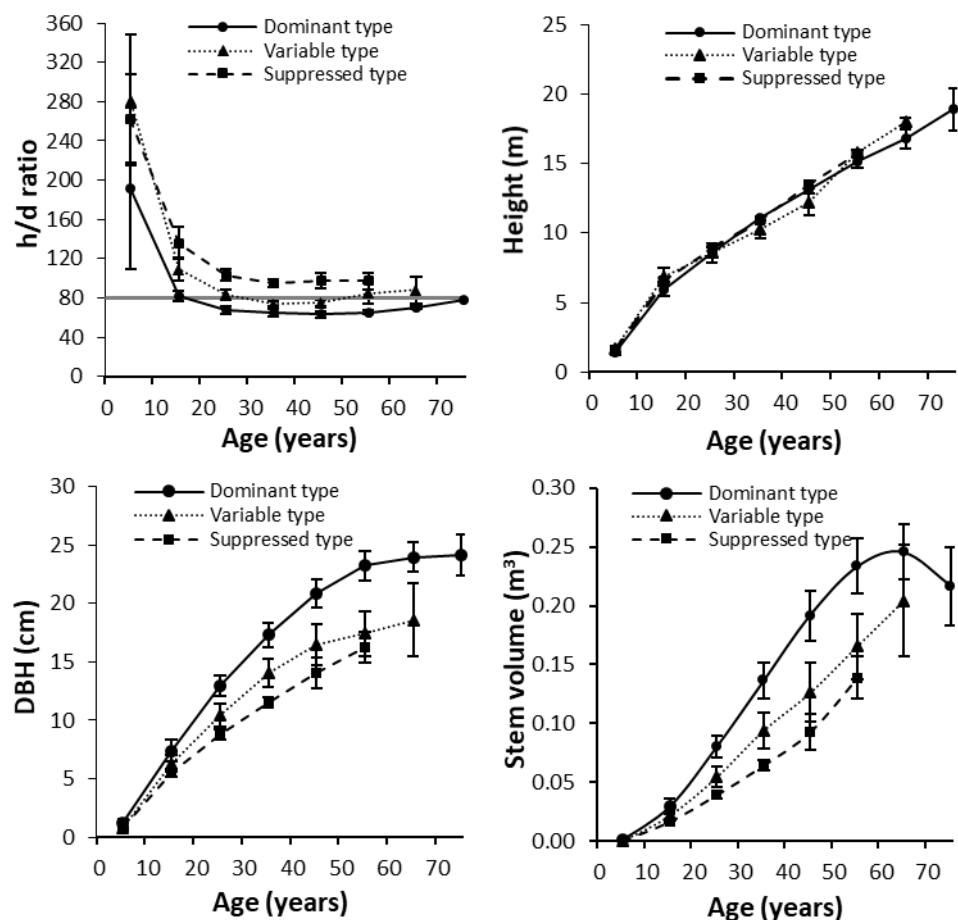 Dominant type
Variable type
Suppressed type
h/d ratio
360
320
280
240
200
160
120
80
40
0
0 10 20 30 40 50 60 70
Age (years)
Dominant type
Variable type
Suppressed type
Height (m)
25
20
15
10
5
0
0 10 20 30 40 50 60 70
Age (years)
Dominant type
Variable type
Suppressed type
DBH (cm)
30
25
20
15
10
5
0
0 10 20 30 40 50 60 70
Age (years)
Dominant type
Variable type
Suppressed type
Stem volume (m³)
0.30
0.25
0.20
0.15
0.10
0.05
0.00
0 10 20 30 40 50 60 70
Age (years)